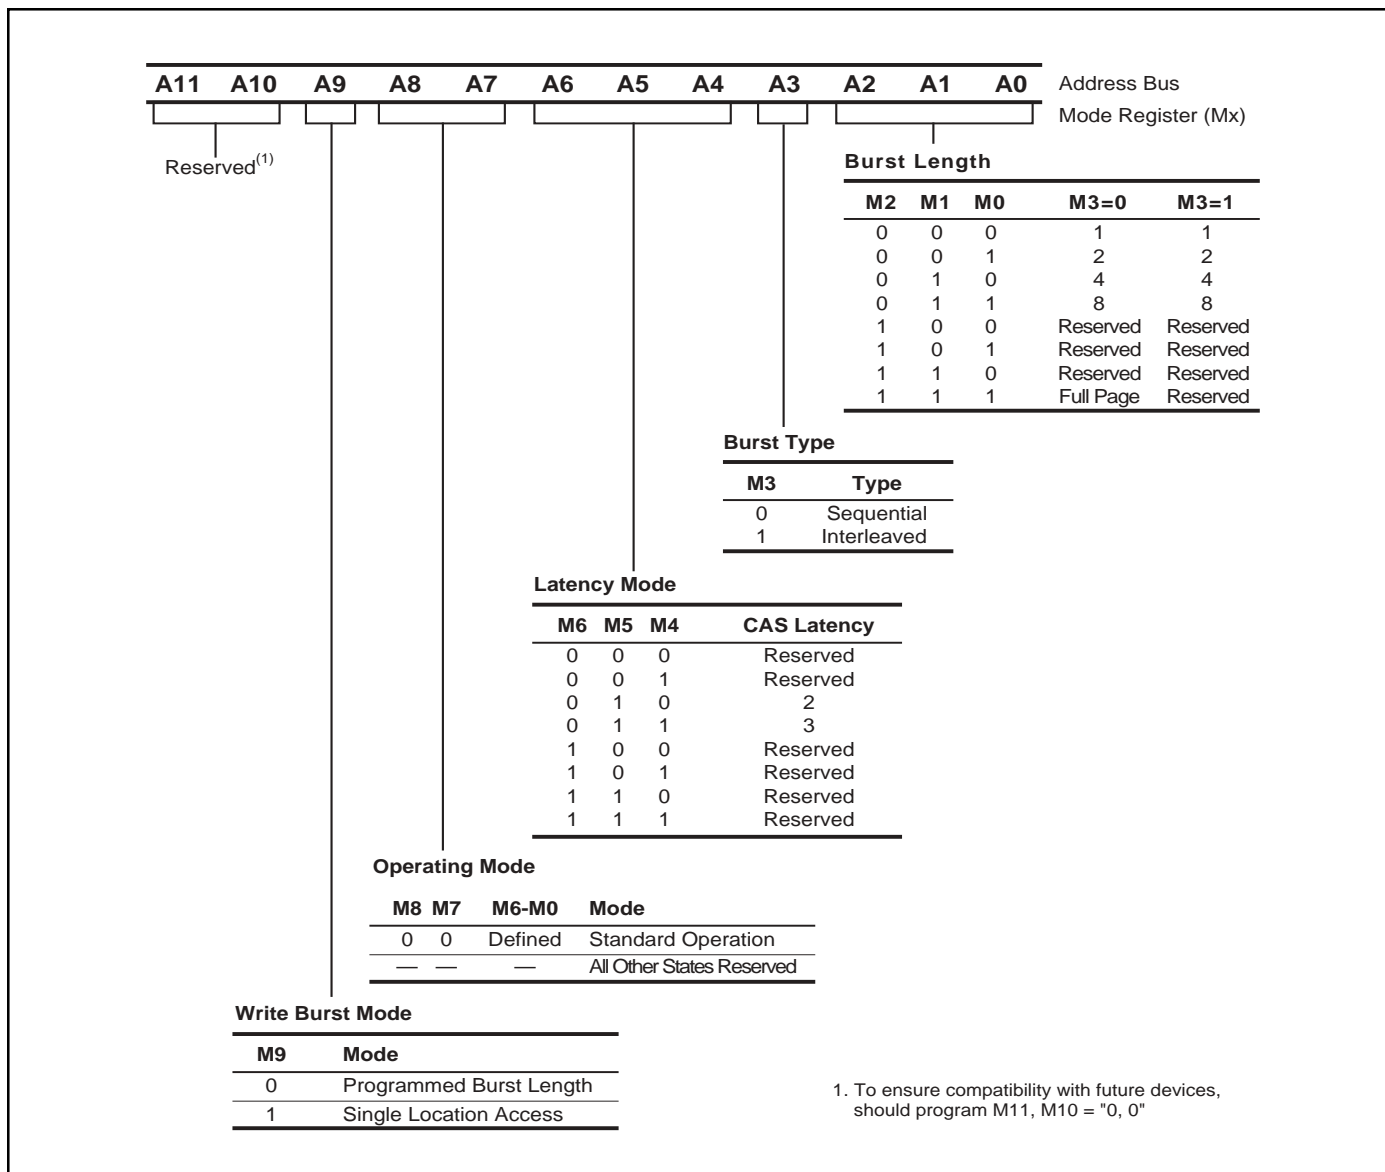 A11 A10 A9 A8 A7 A6 A5 A4 A3 A2 A1 A0 Address Bus
Mode Register (Mx)
Reserved(1)
Burst Length
M2 M1 M0 M3=0 M3=1
0 0 0 1 1
0 0 1 2 2
0 1 0 4 4
0 1 1 8 8
1 0 0 Reserved Reserved
1 0 1 Reserved Reserved
1 1 0 Reserved Reserved
1 1 1 Full Page Reserved
Burst Type
M3 Type
0 Sequential
1 Interleaved
Latency Mode
M6 M5 M4 CAS Latency
0 0 0 Reserved
0 0 1 Reserved
0 1 0 2
0 1 1 3
1 0 0 Reserved
1 0 1 Reserved
1 1 0 Reserved
1 1 1 Reserved
Operating Mode
M8 M7 M6-M0 Mode
0 0 Defined Standard Operation
— — — All Other States Reserved
Write Burst Mode
M9 Mode
0 Programmed Burst Length
1 Single Location Access
1. To ensure compatibility with future devices,
should program M11, M10 = "0, 0"